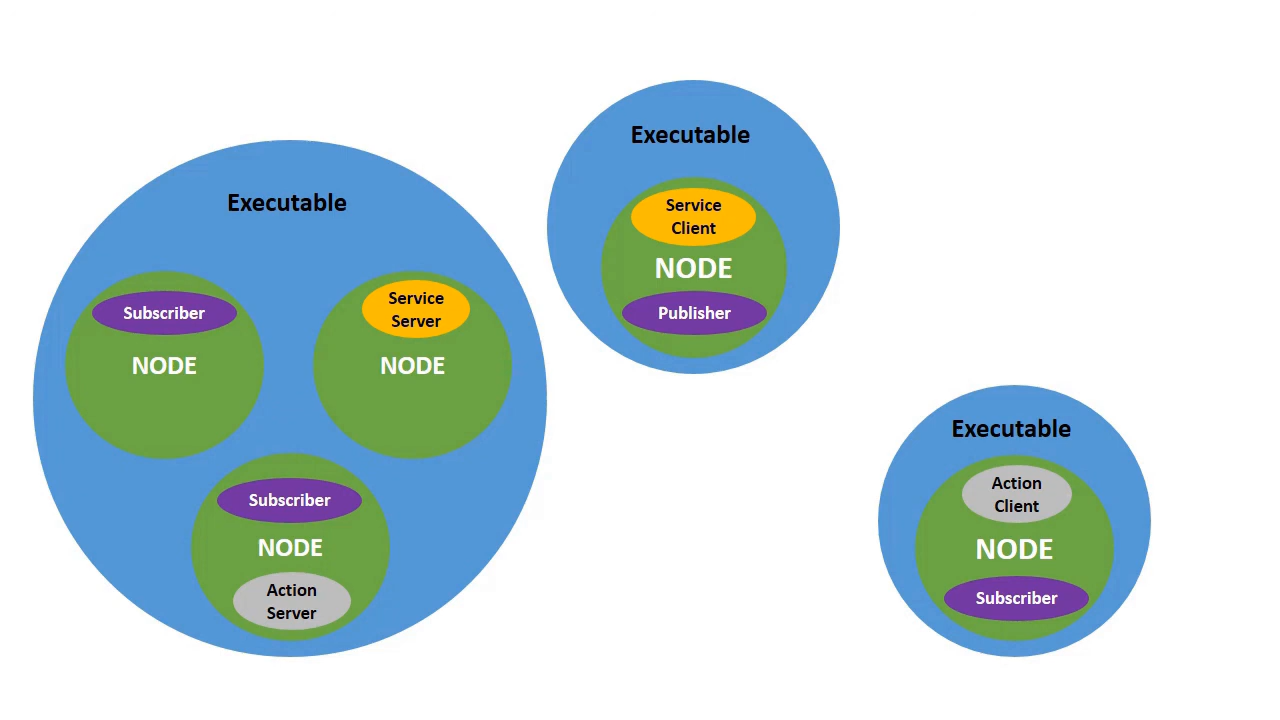 Executable
Subscriber
NODE
Service
Server
NODE
Subscriber
NODE
Action
Server
Executable
Service
Client
NODE
Publisher
Executable
Action
Client
NODE
Subscriber